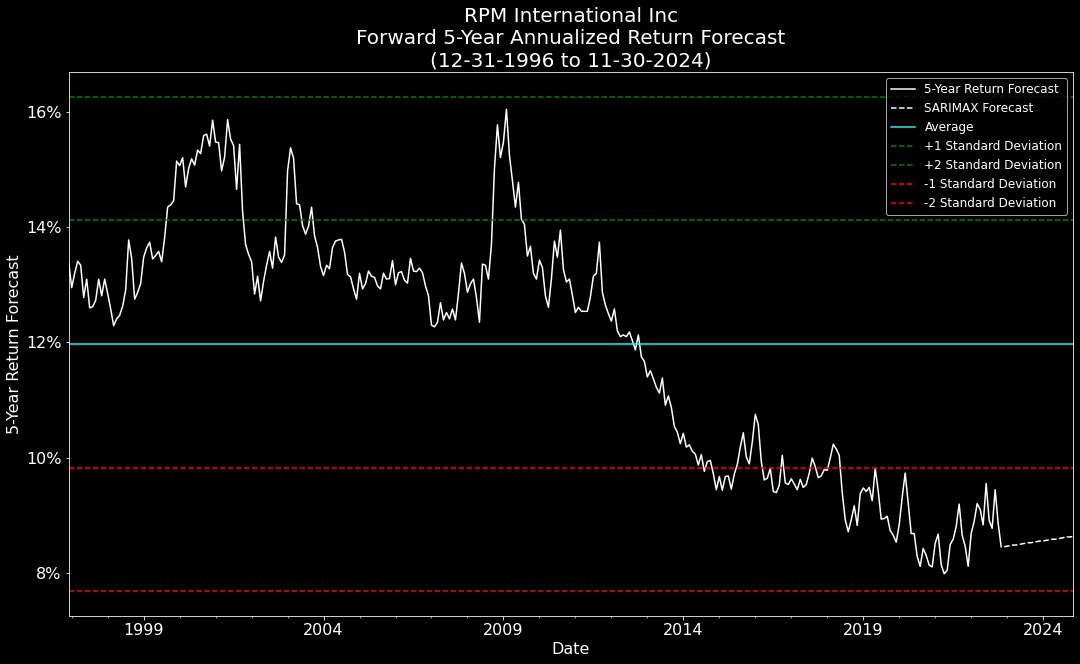 RPM International Inc
Forward 5-Year Annualized Return Forecast
(12-31-1996 to 11-30-2024)
5-Year Return Forecast
SARIMAX Forecast
Average
+1 Standard Deviation
+2 Standard Deviation
-1 Standard Deviation
-2 Standard Deviation
5-Year Return Forecast
16%
14%
12%
10%
8%
1999 2004 2009 2014 2019 2024
Date